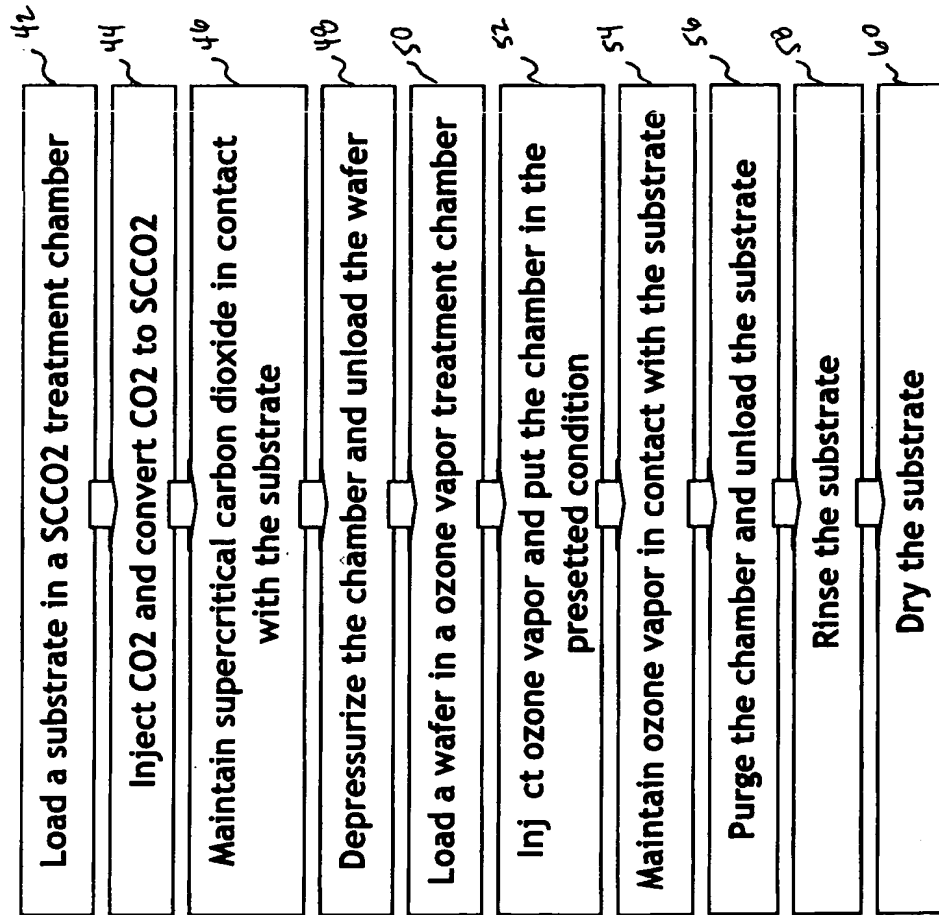 Load a substrate in a SCCO2 treatment chamber
42
Inject CO2 and convert CO2 to SCCO2
44
Maintain supercritical carbon dioxide in contact
with the substrate
46
Depressurize the chamber and unload the wafer
48
Load a wafer in a ozone vapor treatment chamber
50
Inj ct ozone vapor and put the chamber in the
presetted condition
52
Maintain ozone vapor in contact with the substrate
54
Purge the chamber and unload the substrate
56
Rinse the substrate
58
Dry the substrate
60